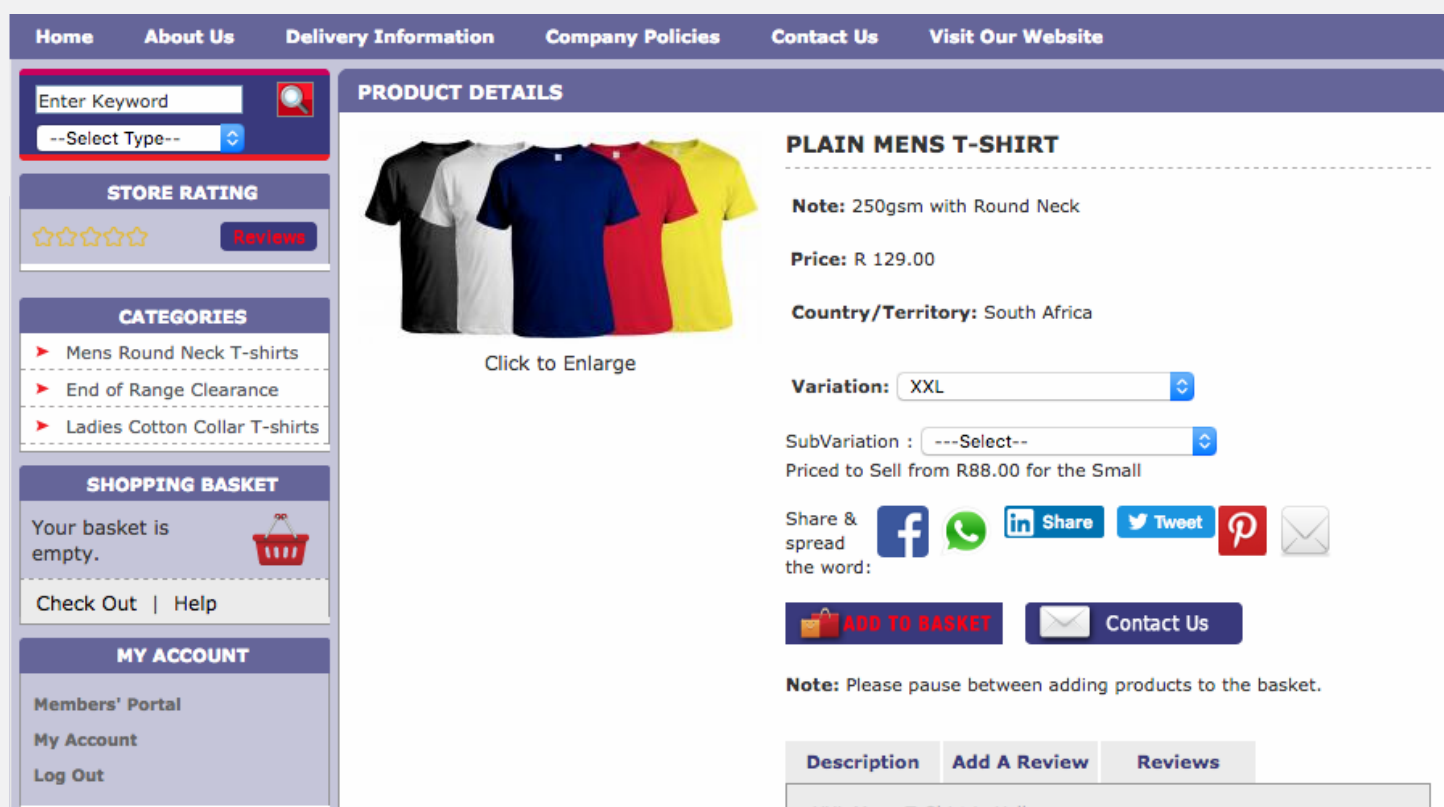 Home About Us Delivery Information Company Policies Contact Us Visit Our Website
Enter Keyword
--Select Type--
STORE RATING
Reviews
CATEGORIES
Mens Round Neck T-shirts
End of Range Clearance
Ladies Cotton Collar T-shirts
SHOPPING BASKET
Your basket is
empty.
Check Out | Help
MY ACCOUNT
Members' Portal
My Account
Log Out
PRODUCT DETAILS
Click to Enlarge
PLAIN MENS T-SHIRT
Note: 250gsm with Round Neck
Price: R 129.00
Country/Territory: South Africa
Variation: XXL
SubVariation : ---Select--
Priced to Sell from R88.00 for the Small
Share &
spread
the word:
in Share
Tweet
ADD TO BASKET
Contact Us
Note: Please pause between adding products to the basket.
Description Add A Review Reviews